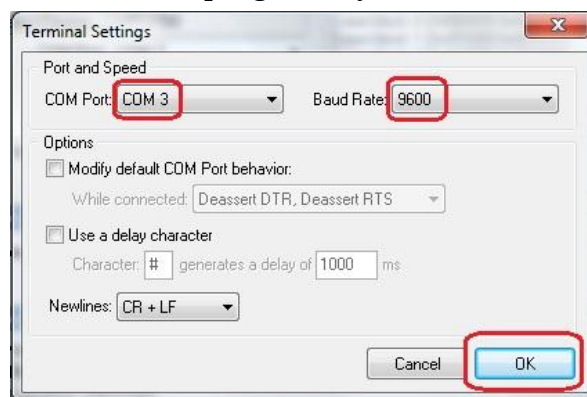 Terminal Settings
Port and Speed
COM Port: COM 3 Baud Rate: 9600
Options
Modify default COM Port behavior:
While connected: Deassert DTR, Deassert RTS
Use a delay character
Character: # generates a delay of 1000 ms
Newlines: CR + LF
Cancel OK